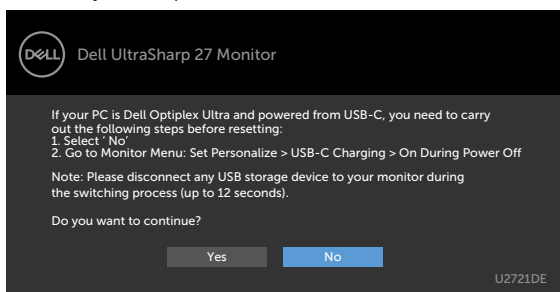 DELL Dell UltraSharp 27 Monitor
If your PC is Dell Optiplex Ultra and powered from USB-C, you need to carry
out the following steps before resetting:
1. Select ‘ No’
2. Go to Monitor Menu: Set Personalize > USB-C Charging > On During Power Off
Note: Please disconnect any USB storage device to your monitor during
the switching process (up to 12 seconds).
Do you want to continue?
Yes No
U2721DE